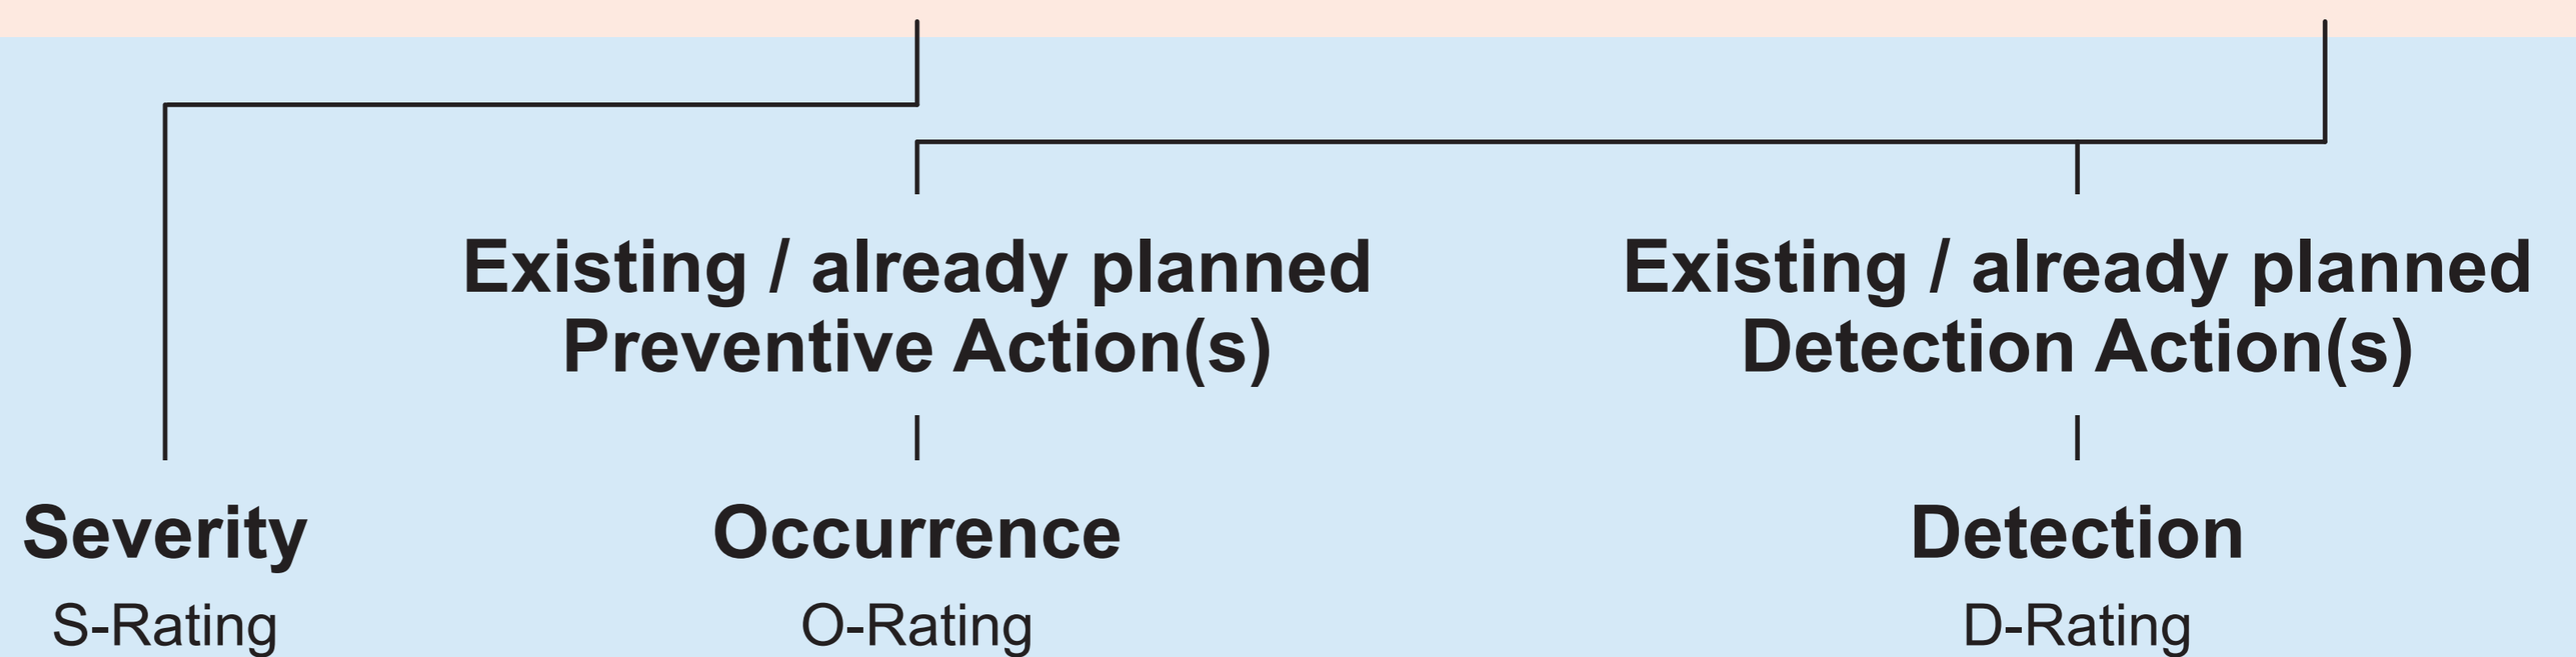 Existing / already planned
Preventive Action(s)
Existing / already planned
Detection Action(s)
Severity
S-Rating
Occurrence
O-Rating
Detection
D-Rating